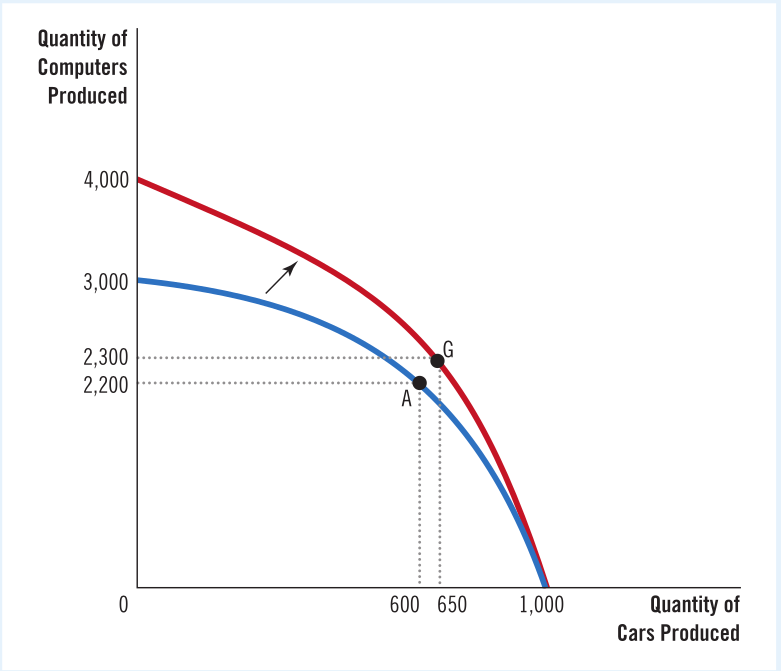 Quantity of
Computers
Produced
4,000
3,000
2,300
2,200
G
A
0
600
650
1,000
Quantity of
Cars Produced